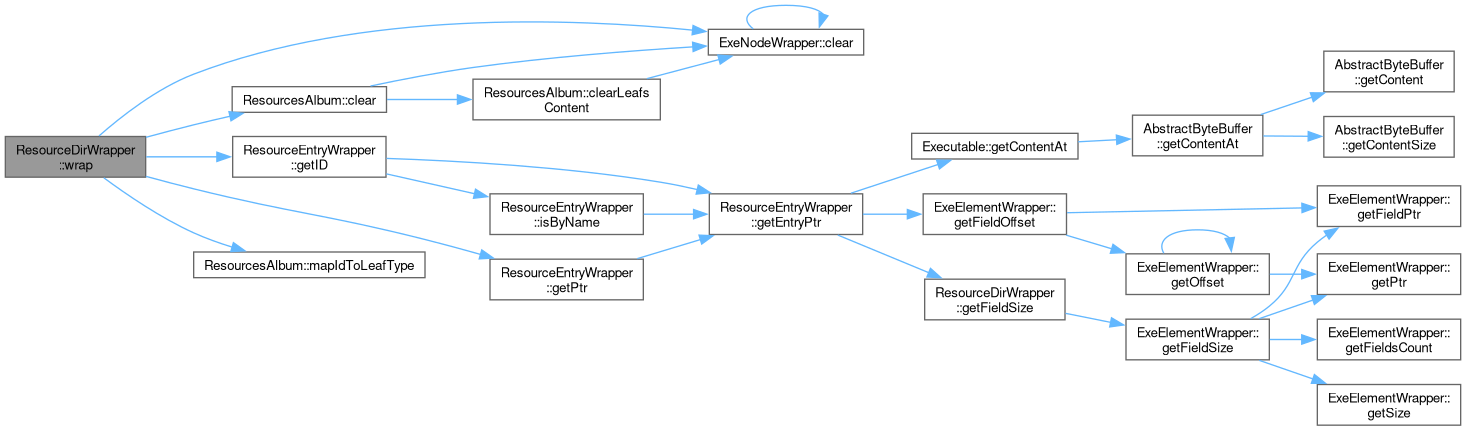 ResourceDirWrapper
::wrap
ExeNodeWrapper::clear
ResourcesAlbum::clear
ResourcesAlbum::clearLeafs
Content
ResourceEntryWrapper
::getID
ResourceEntryWrapper
::isByName
ResourcesAlbum::mapIdToLeafType
ResourceEntryWrapper
::getPtr
ResourceEntryWrapper
::getEntryPtr
Executable::getContentAt
AbstractByteBuffer
::getContentAt
AbstractByteBuffer
::getContent
AbstractByteBuffer
::getContentSize
ExeElementWrapper::
getFieldOffset
ExeElementWrapper::
getFieldPtr
ExeElementWrapper::
getOffset
ExeElementWrapper::
getPtr
ResourceDirWrapper
::getFieldSize
ExeElementWrapper::
getFieldSize
ExeElementWrapper::
getFieldsCount
ExeElementWrapper::
getSize